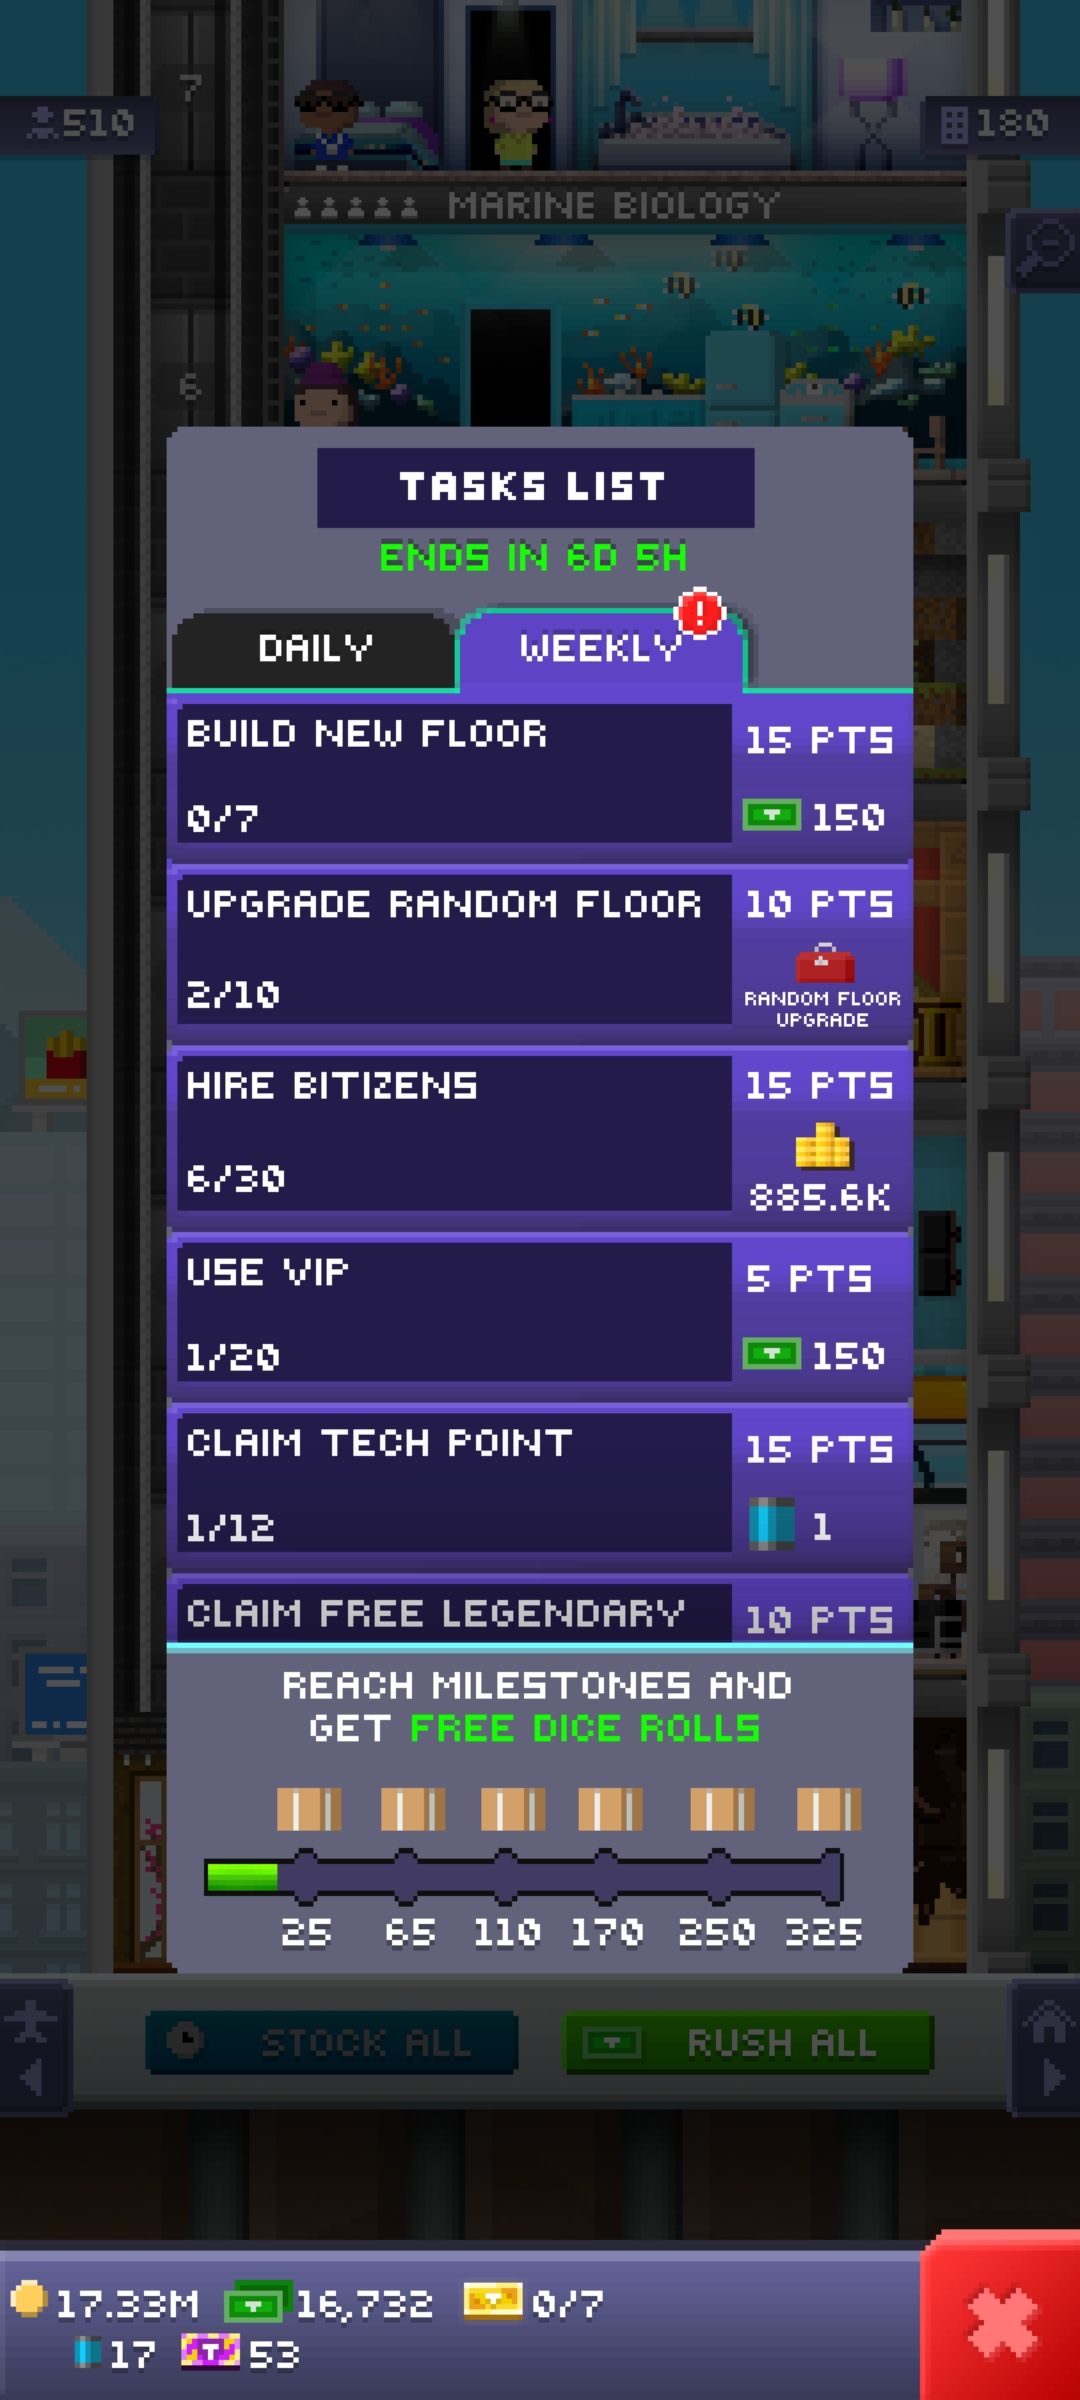 7
510
180
MARINE BIOLOGY
6
TASKS LIST
ENDS IN 6D 5H
DAILY
WEEKLY
!
BUILD NEW FLOOR
15 PTS
0/7
150
UPGRADE RANDOM FLOOR
10 PTS
2/10
RANDOM FLOOR
UPGRADE
HIRE BITIZENS
15 PTS
6/30
885.6K
USE VIP
5 PTS
1/20
150
CLAIM TECH POINT
15 PTS
1/12
1
CLAIM FREE LEGENDARY
10 PTS
REACH MILESTONES AND
GET FREE DICE ROLLS
25 65 110 170 250 325
STOCK ALL
RUSH ALL
17.33M 16,732 0/7
17 53